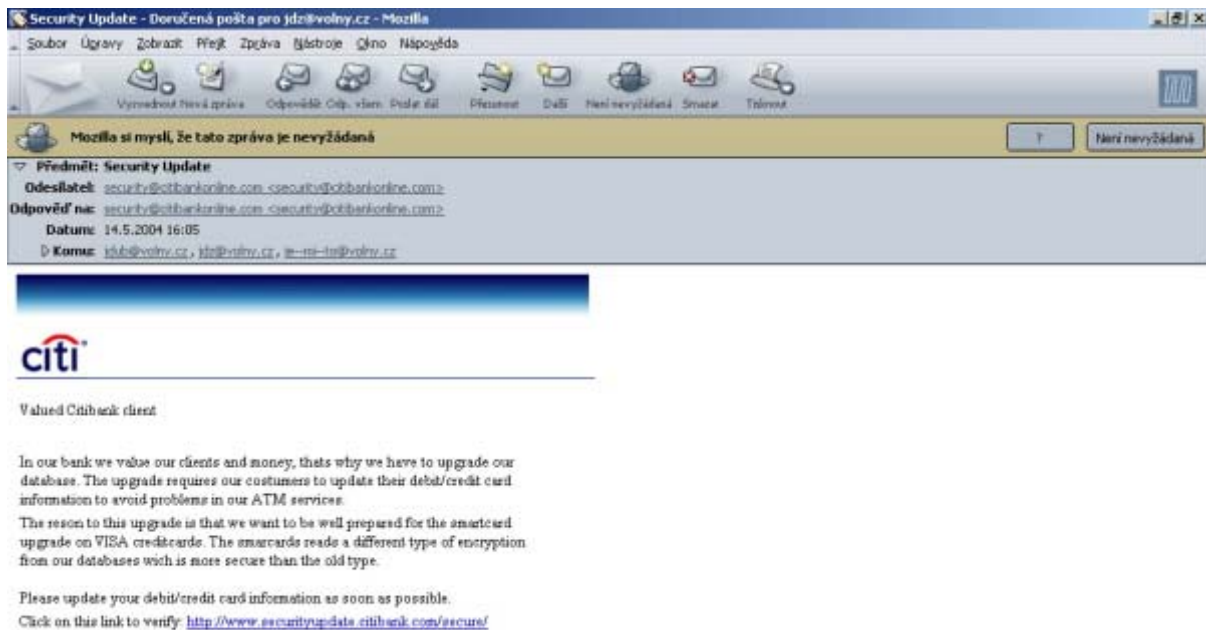 Security Update - Doručená pošta pro jdz@volny.cz - Mozilla
Soubor Úpravy Zobrazit Přejít Zpráva Nástroje Okno Nápověda
Vyzvednout Nová zpráva Odpovědět Odp. všem Poslat dál Přesunout Další Není nevyžádaná Smazat Tisknout
Mozilla si myslí, že tato zpráva je nevyžádaná ? Není nevyžádaná
Předmět: Security Update
Odesílatel: security@citibankonline.com <security@citibankonline.com>
Odpověď na: security@citibankonline.com <security@citibankonline.com>
Datum: 14.5.2004 16:05
Komu: jdz@volny.cz,
citi
Valued Citibank client
In our bank we value our clients and money, thats why we have to upgrade our
database. The upgrade requires our costumers to update their debit/credit card
information to avoid problems in our ATM services.
The reson to this upgrade is that we want to be well prepared for the smartcard
upgrade on VISA creditcards. The smarcards reads a different type of encryption
from our databases wich is more secure than the old type.
Please update your debit/credit card information as soon as possible.
Click on this link to verify: http://www.securityupdate.citibank.com/secure/